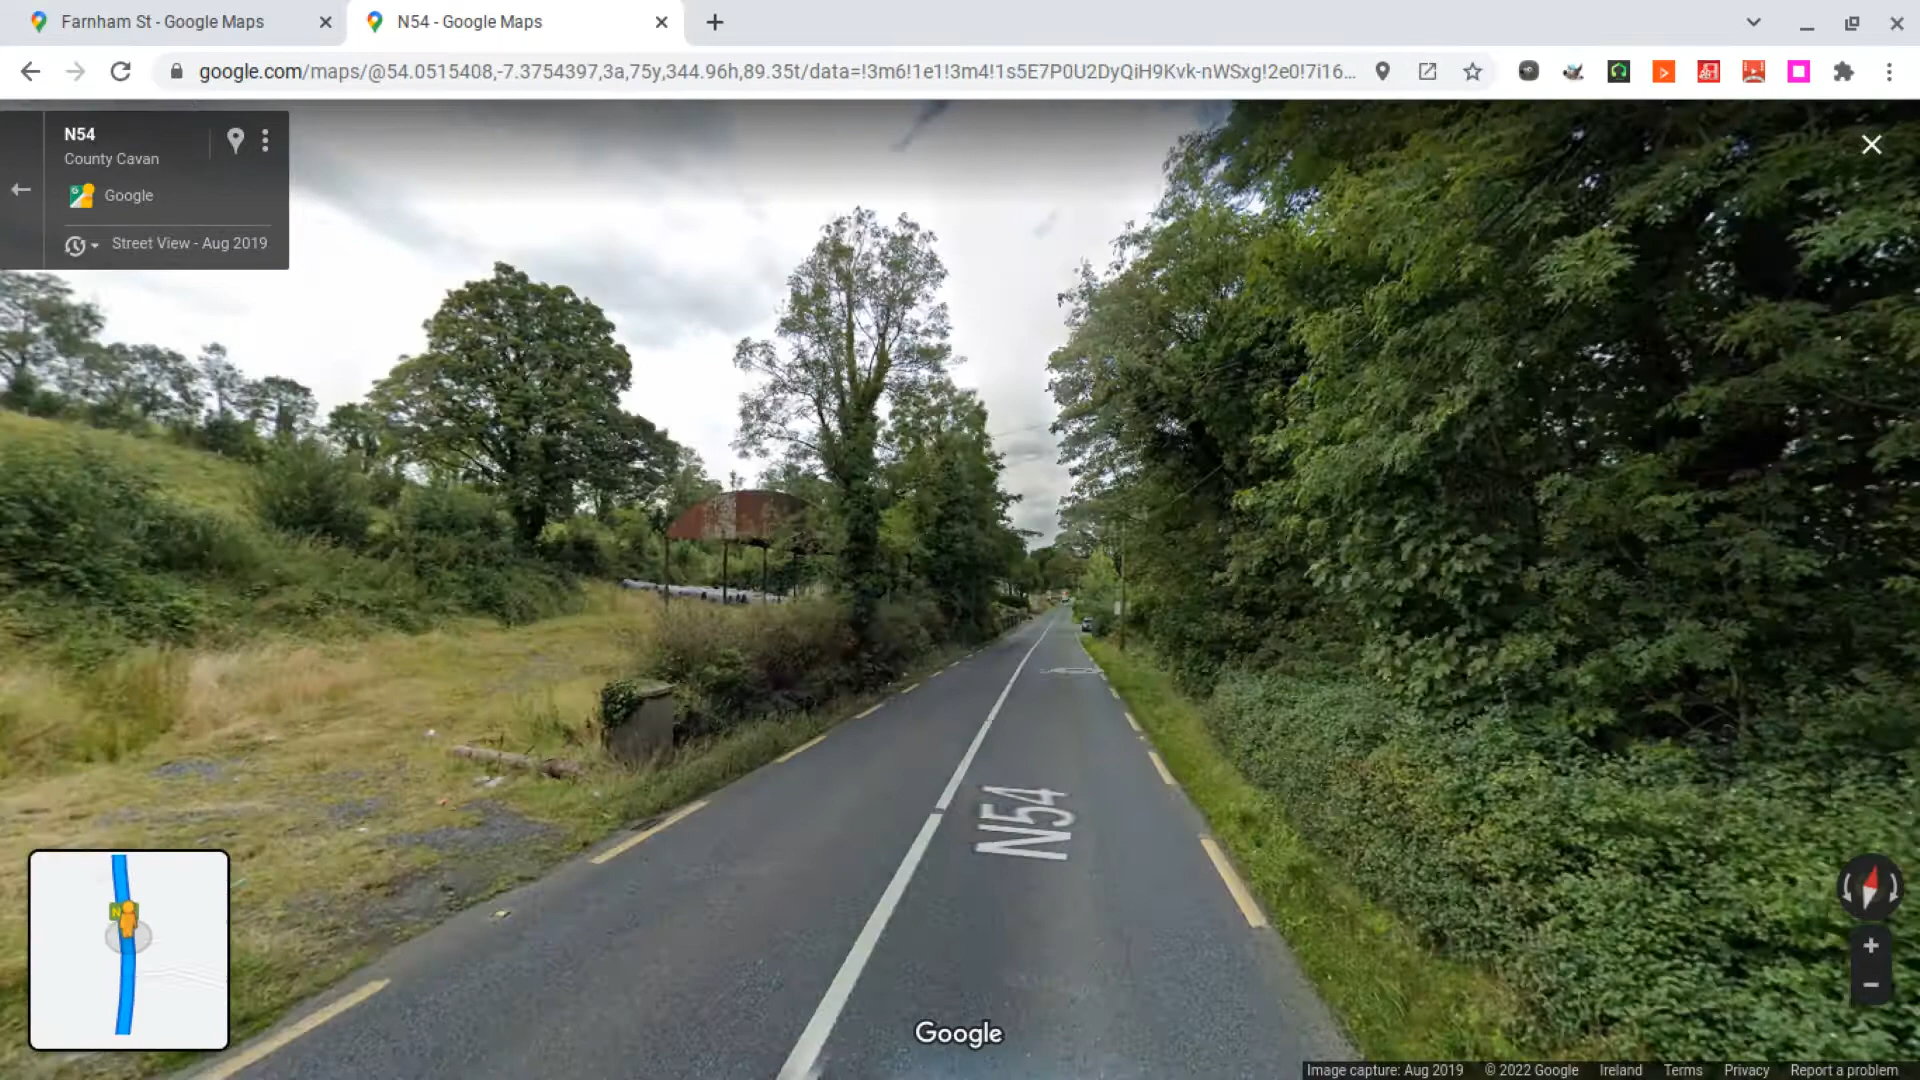 Farnham St - Google Maps
N54 - Google Maps
google.com/maps/@54.0515408,-7.3754397,3a,75y,344.96h,89.35t/data=!3m6!1e1!3m4!1s5E7P0U2DyQiH9Kvk-nWSxg!2e0!7i16...
N54
County Cavan
Google
Street View - Aug 2019
N54
N
Google
Image capture: Aug 2019 © 2022 Google Ireland Terms Privacy Report a problem